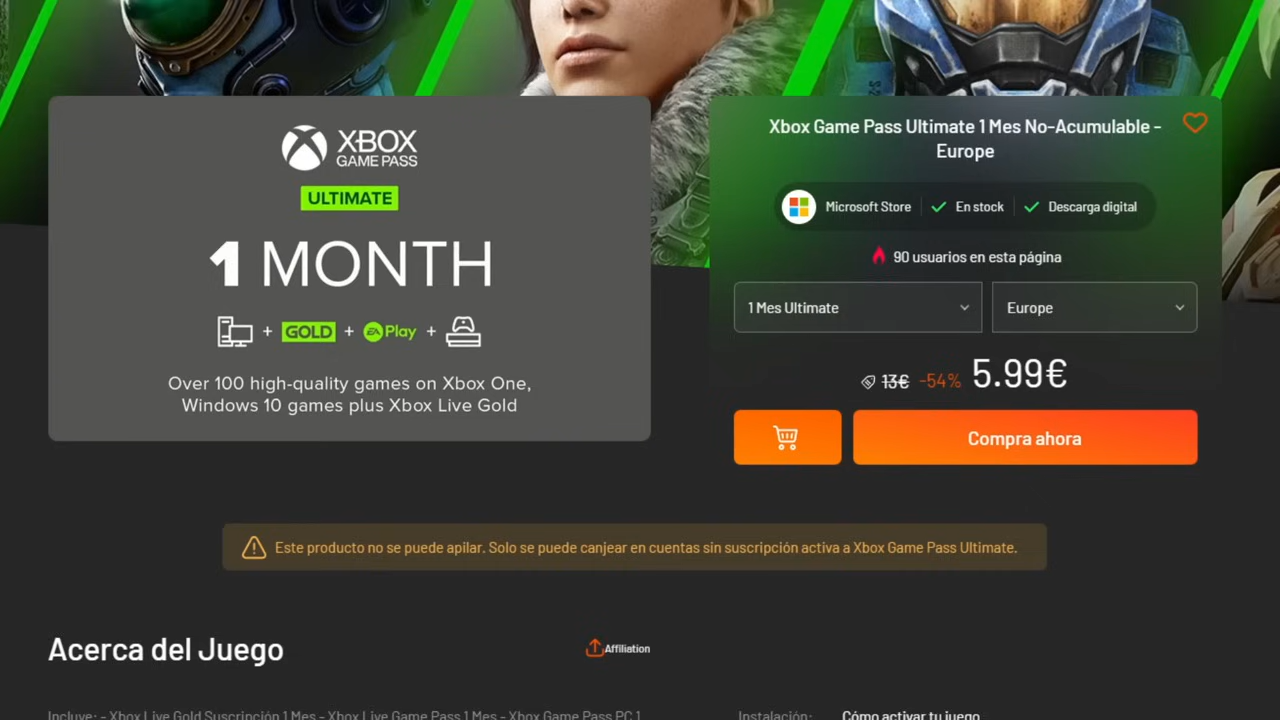 XBOX
GAME PASS
ULTIMATE
1 MONTH
+ GOLD + EA Play +
Over 100 high-quality games on Xbox One,
Windows 10 games plus Xbox Live Gold
Xbox Game Pass Ultimate 1 Mes No-Acumulable -
Europe
Microsoft Store En stock Descarga digital
90 usuarios en esta página
1 Mes Ultimate Europe
13€ -54% 5.99€
Compra ahora
Este producto no se puede apilar. Solo se puede canjear en cuentas sin suscripción activa a Xbox Game Pass Ultimate.
Acerca del Juego
Affiliation
Incluye: - Xbox Live Gold Suscripción 1 Mes - Xbox Live Game Pass 1 Mes - Xbox Game Pass PC 1
Instalación: Cómo activar tu juego